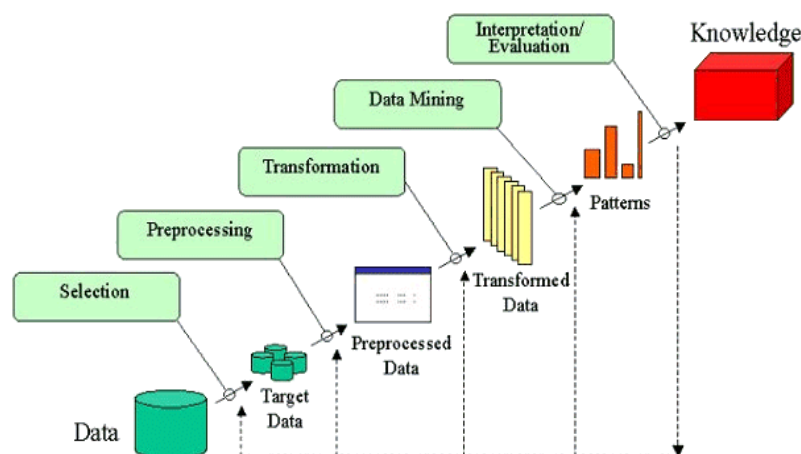 Interpretation/
Evaluation
Knowledge
Data Mining
Transformation
Patterns
Preprocessing
Transformed
Data
Selection
Preprocessed
Data
Target
Data
Data